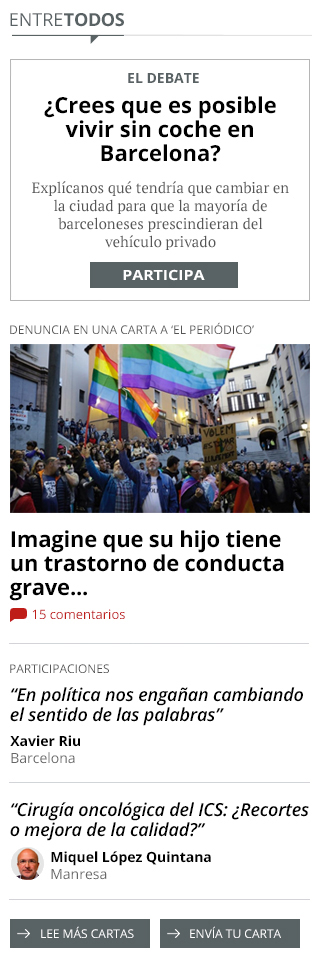 ENTRETODOS
EL DEBATE
¿Crees que es posible
vivir sin coche en
Barcelona?
Explícanos qué tendría que cambiar en
la ciudad para que la mayoría de
barceloneses prescindieran del
vehículo privado
PARTICIPA
DENUNCIA EN UNA CARTA A ‘EL PERIÓDICO’
VOLEM
Imagine que su hijo tiene
un trastorno de conducta
grave...
15 comentarios
PARTICIPACIONES
“En política nos engañan cambiando
el sentido de las palabras”
Xavier Riu
Barcelona
“Cirugía oncológica del ICS: ¿Recortes
o mejora de la calidad?”
Miquel López Quintana
Manresa
→ LEE MÁS CARTAS
→ ENVÍA TU CARTA